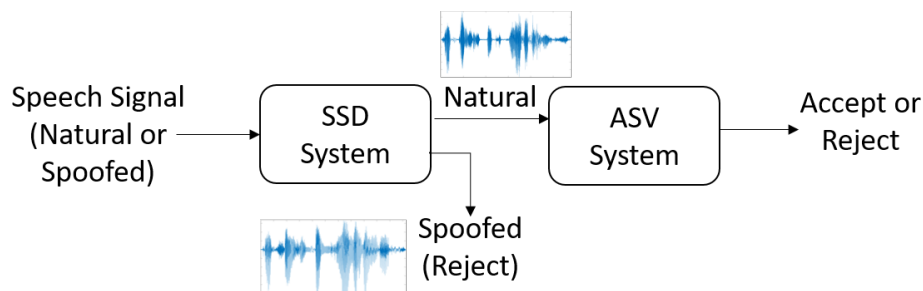 Speech Signal
(Natural or
Spoofed)
SSD
System
Natural
ASV
System
Accept or
Reject
Spoofed
(Reject)